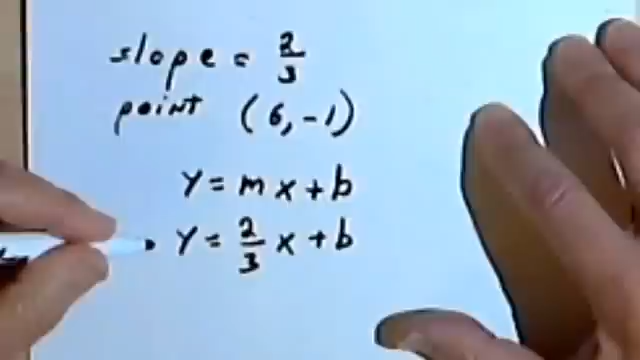 slope = 2/3
point (6, -1)
y = mx + b
y = 2/3 x + b